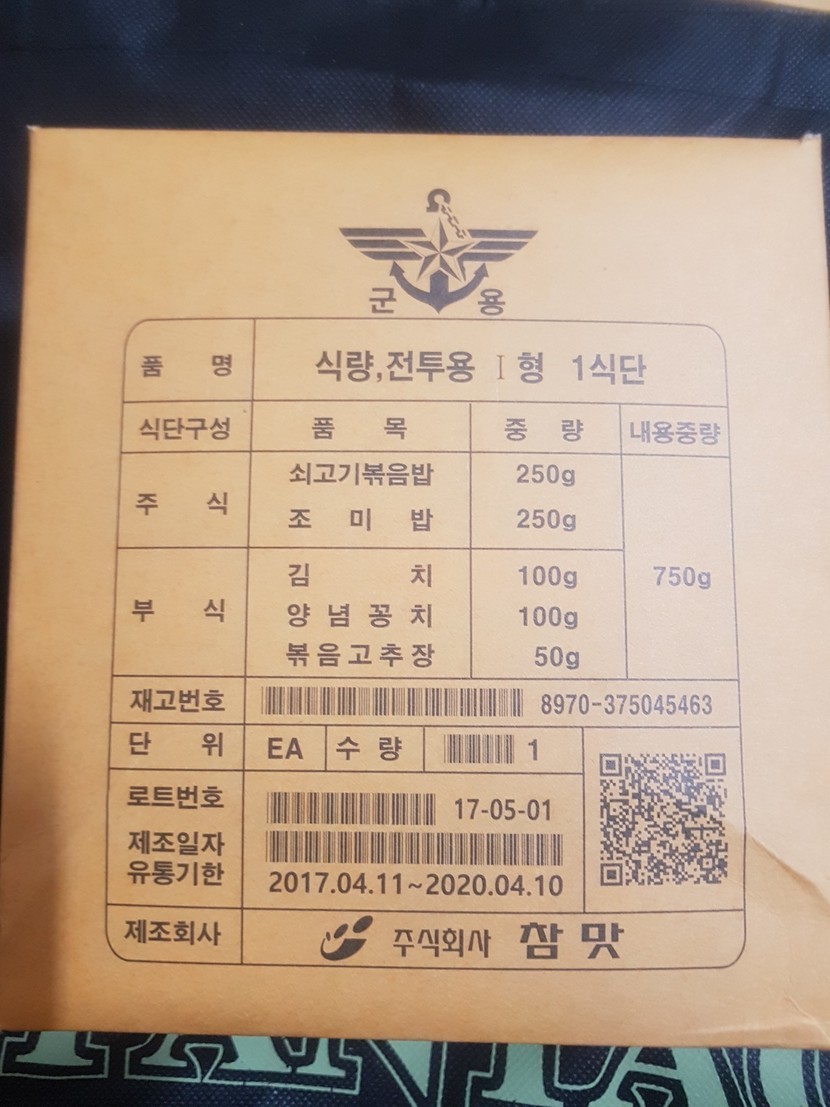 군 용
품 명 식량,전투용 Ⅰ 형 1식단
식단구성 품 목 중 량 내용중량
주 식 쇠고기볶음밥 250g
조 미 밥 250g
부 식 김 치 100g 750g
양 념 꽁 치 100g
볶음고추장 50g
재고번호 8970-375045463
단 위 EA 수 량 1
로트번호 17-05-01
제조일자
유통기한 2017.04.11~2020.04.10
제조회사 주식회사 참 맛